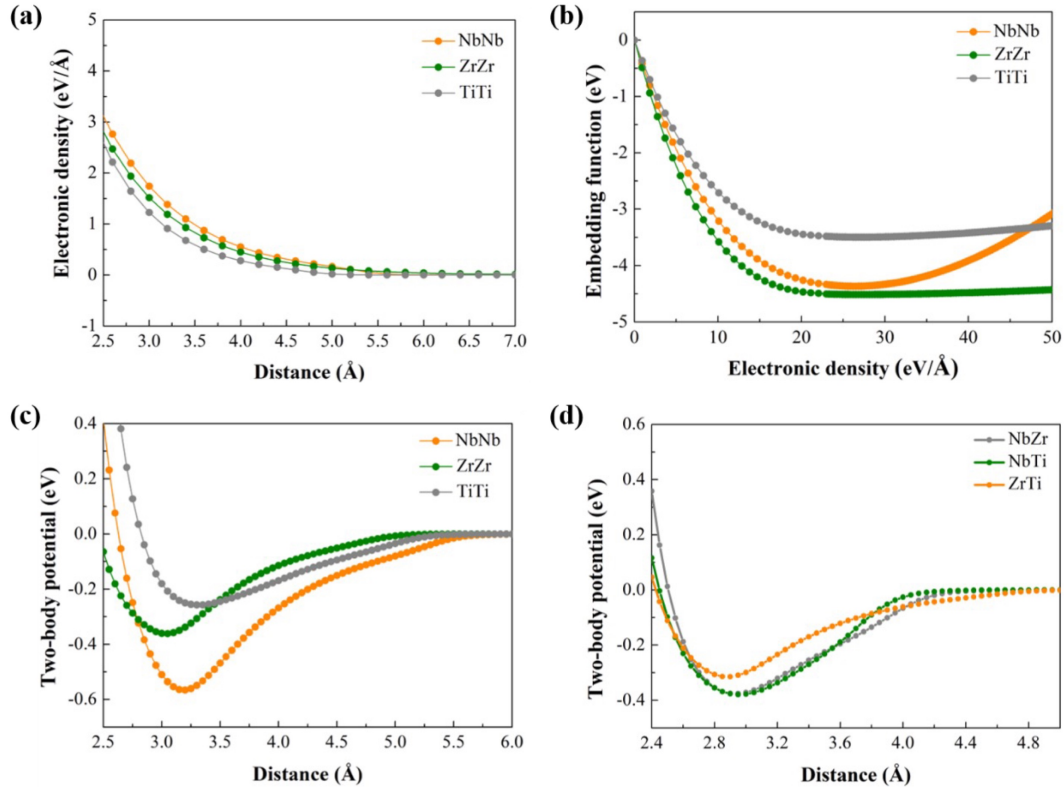 (a)
5
4
3
2
1
0
-1
Electronic density (eV/Å)
NbNb
ZrZr
TiTi
2.5 3.0 3.5 4.0 4.5 5.0 5.5 6.0 6.5 7.0
Distance (Å)
(b)
0
-1
-2
-3
-4
-5
Embedding function (eV)
NbNb
ZrZr
TiTi
0 10 20 30 40 50
Electronic density (eV/Å)
(c)
0.4
0.2
0.0
-0.2
-0.4
-0.6
Two-body potential (eV)
NbNb
ZrZr
TiTi
2.5 3.0 3.5 4.0 4.5 5.0 5.5 6.0
Distance (Å)
(d)
0.6
0.4
0.2
0.0
-0.2
-0.4
Two-body potential (eV)
NbZr
NbTi
ZrTi
2.4 2.8 3.2 3.6 4.0 4.4 4.8
Distance (Å)